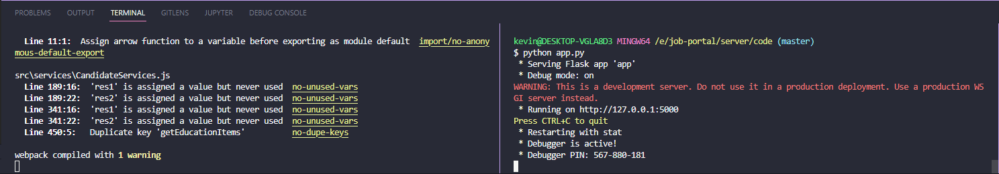 PROBLEMS OUTPUT TERMINAL GITLENS JUPYTER DEBUG CONSOLE
Line 11:1: Assign arrow function to a variable before exporting as module default import/no-anony
mous-default-export
src\services\CandidateServices.js
Line 189:16: 'res1' is assigned a value but never used no-unused-vars
Line 189:22: 'res2' is assigned a value but never used no-unused-vars
Line 341:16: 'res1' is assigned a value but never used no-unused-vars
Line 341:22: 'res2' is assigned a value but never used no-unused-vars
Line 450:5: Duplicate key 'getEducationItems' no-dupe-keys
webpack compiled with 1 warning
kevin@DESKTOP-VGLA8D3 MINGW64 /e/job-portal/server/code (master)
$ python app.py
* Serving Flask app 'app'
* Debug mode: on
WARNING: This is a development server. Do not use it in a production deployment. Use a production WS
GI server instead.
* Running on http://127.0.0.1:5000
Press CTRL+C to quit
* Restarting with stat
* Debugger is active!
* Debugger PIN: 567-880-181